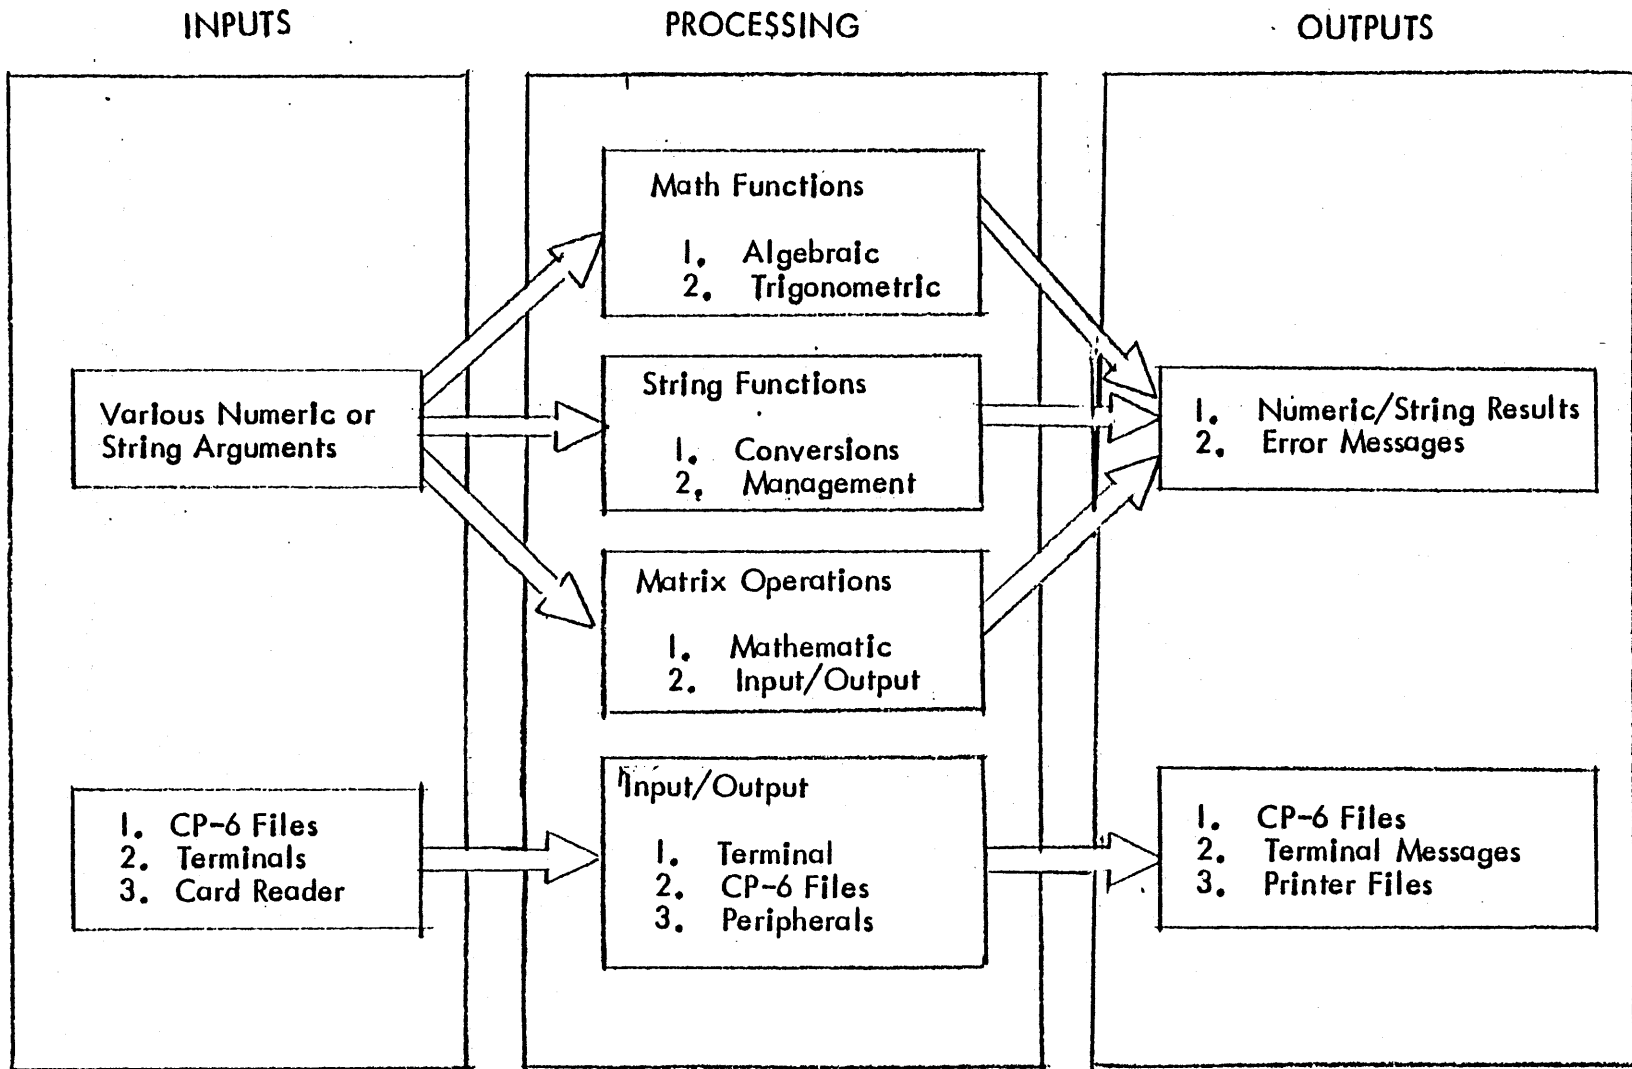 INPUTS
PROCESSING
OUTPUTS
Various Numeric or
String Arguments
1. CP-6 Files
2. Terminals
3. Card Reader
Math Functions
1. Algebraic
2. Trigonometric
String Functions
1. Conversions
2. Management
Matrix Operations
1. Mathematic
2. Input/Output
Input/Output
1. Terminal
2. CP-6 Files
3. Peripherals
1. Numeric/String Results
2. Error Messages
1. CP-6 Files
2. Terminal Messages
3. Printer Files